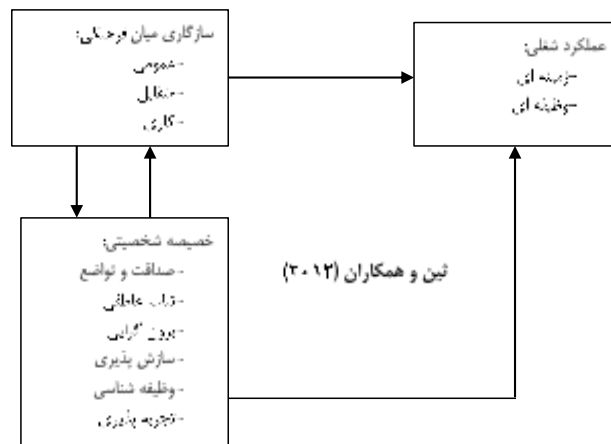 سازگاری میان فرهنگی:
-عمومی
-متقابل
-کاری
عملکرد شغلی:
-زمینه ای
-وظیفه ای
خصیصه شخصیتی:
-صداقت و تواضع
-ثبات عاطفی
-برون گرایی
-سازش پذیری
-وظیفه شناسی
-تجربه پذیری
ثین و همکاران (۲۰۱۲)